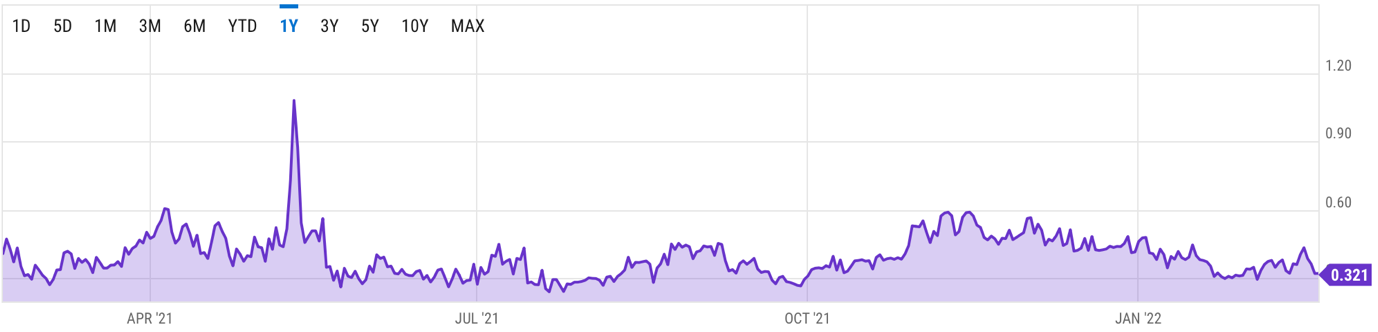 1D 5D 1M 3M 6M YTD 1Y 3Y 5Y 10Y MAX
1.20
0.90
0.60
0.321
APR '21 JUL '21 OCT '21 JAN '22